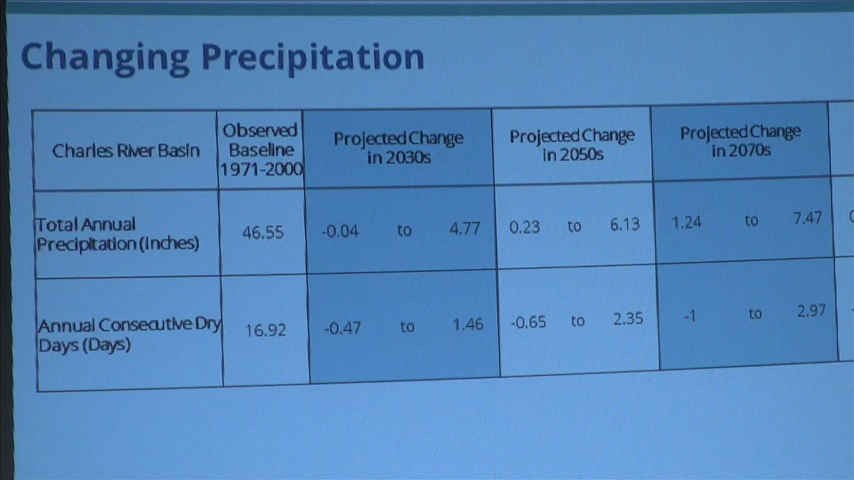 Changing Precipitation
Charles River Basin
Observed
Baseline
1971-2000
Projected Change
in 2030s
Projected Change
in 2050s
Projected Change
in 2070s
Total Annual
Precipitation (Inches)
46.55
-0.04 to 4.77
0.23 to 6.13
1.24 to 7.47
Annual Consecutive Dry
Days (Days)
16.92
-0.47 to 1.46
-0.65 to 2.35
-1 to 2.97